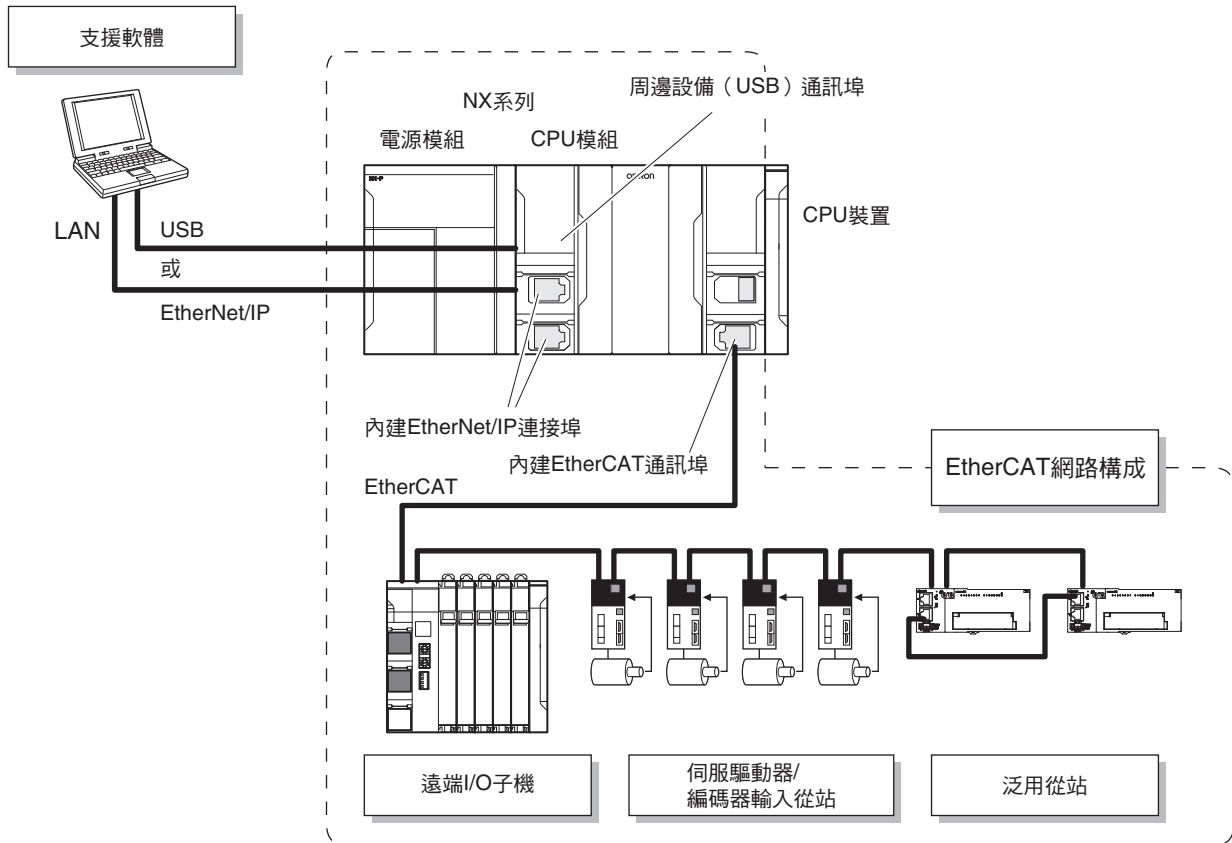 支援軟體
周邊設備（USB）通訊埠
NX系列
電源模組
CPU模組
CPU裝置
LAN
USB
或
EtherNet/IP
內建EtherNet/IP連接埠
內建EtherCAT通訊埠
EtherCAT
EtherCAT網路構成
遠端I/O子機
伺服驅動器/
編碼器輸入從站
泛用從站